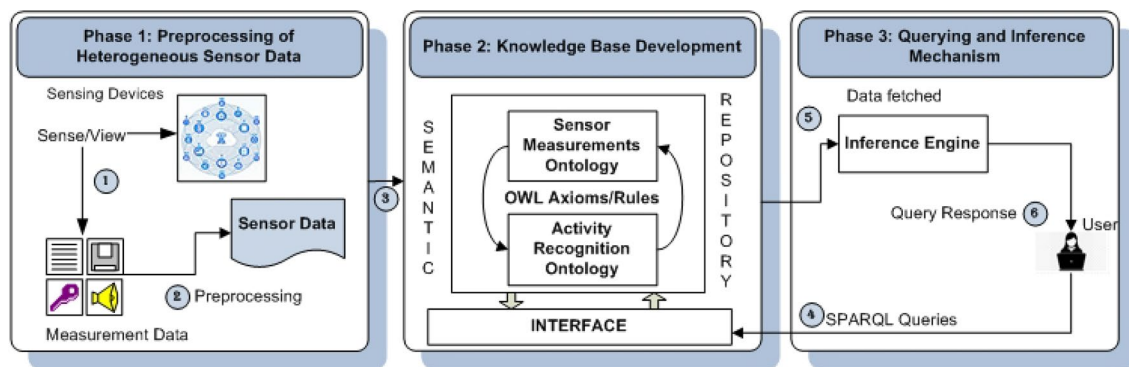 Phase 1: Preprocessing of
Heterogeneous Sensor Data
Sensing Devices
Sense/View
1
Sensor Data
2 Preprocessing
Measurement Data
3
Phase 2: Knowledge Base Development
SEMANTIC
Sensor
Measurements
Ontology
OWL Axioms/Rules
Activity
Recognition
Ontology
REPOSITORY
INTERFACE
Phase 3: Querying and Inference
Mechanism
Data fetched
5
Inference Engine
Query Response 6
User
4 SPARQL Queries